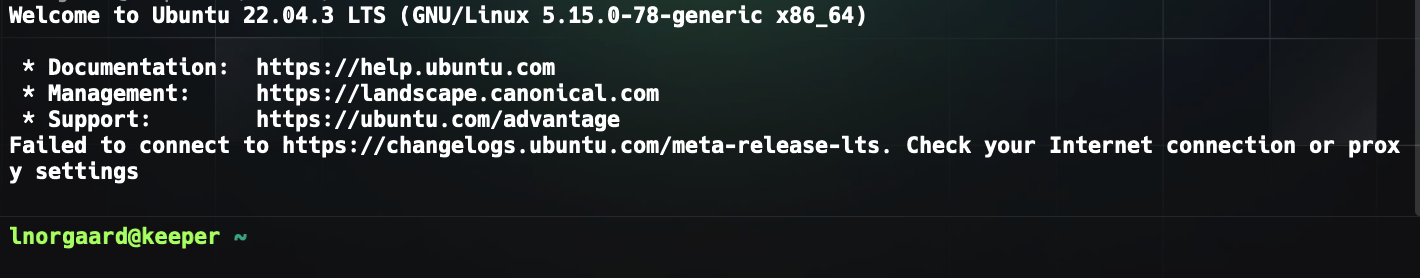 Welcome to Ubuntu 22.04.3 LTS (GNU/Linux 5.15.0-78-generic x86_64)
 * Documentation:  https://help.ubuntu.com
 * Management:     https://landscape.canonical.com
 * Support:        https://ubuntu.com/advantage
Failed to connect to https://changelogs.ubuntu.com/meta-release-lts. Check your Internet connection or prox
y settings
lnorgaard@keeper ~